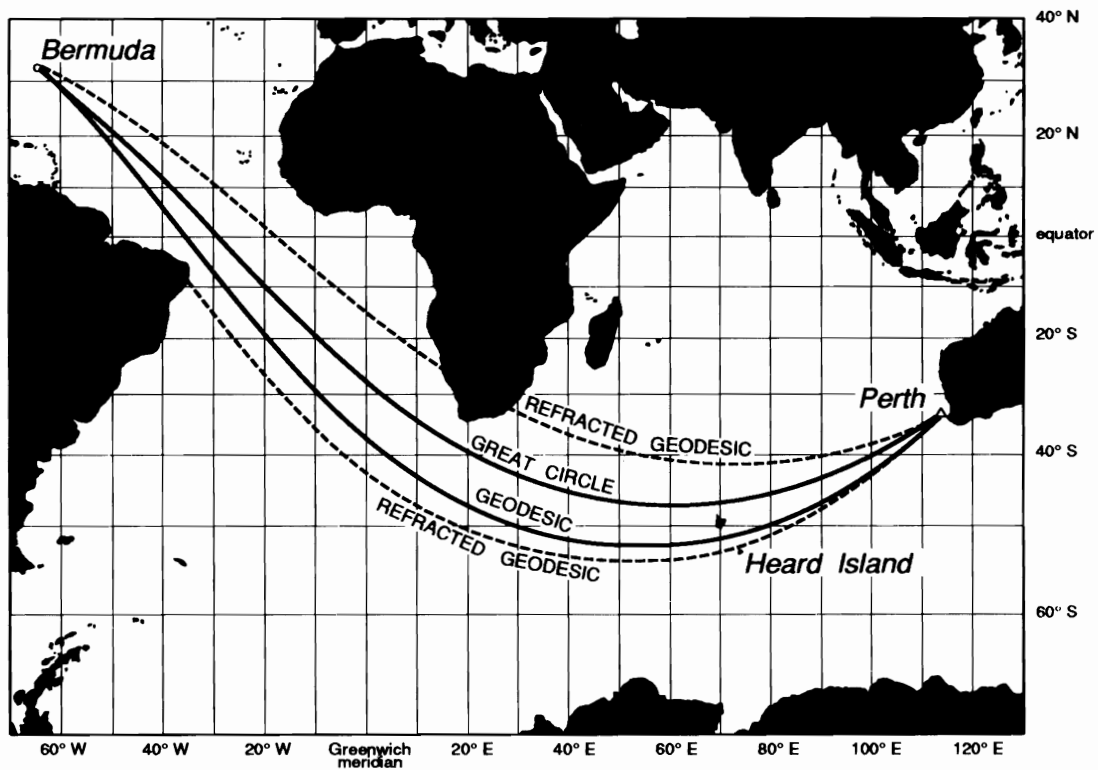 40° N
Bermuda
20° N
equator
20° S
Perth
REFRACTED GEODESIC
40° S
GREAT CIRCLE
GEODESIC
REFRACTED GEODESIC
Heard Island
60° S
60° W 40° W 20° W Greenwich 20° E 40° E 60° E 80° E 100° E 120° E
meridian